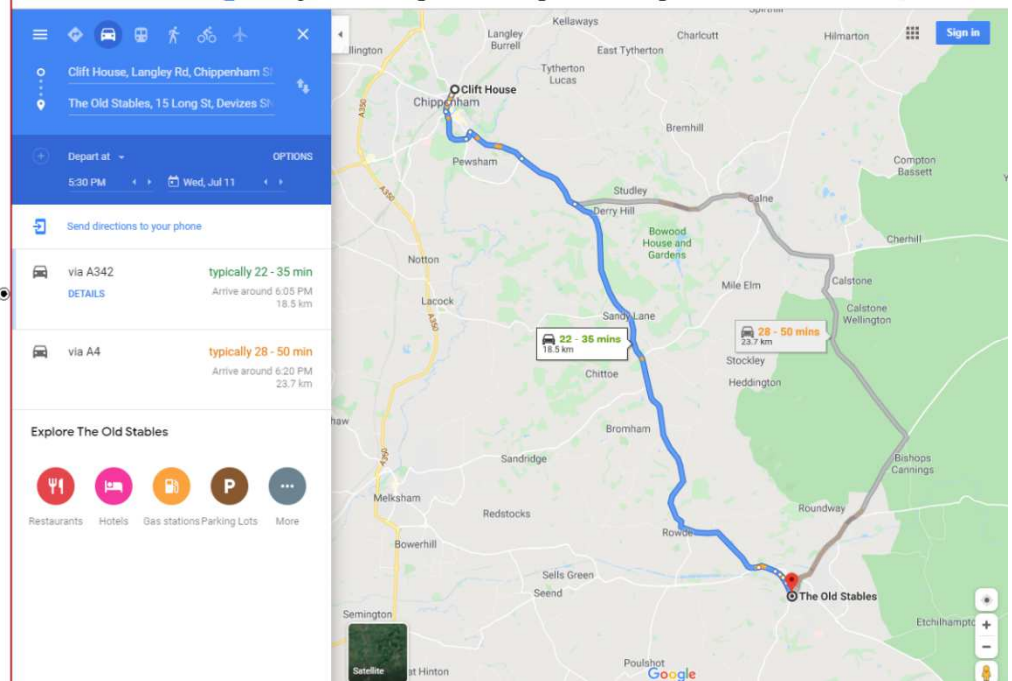 Clift House, Langley Rd, Chippenham
The Old Stables, 15 Long St, Devizes
Depart at
OPTIONS
5:30 PM
Wed, Jul 11
Send directions to your phone
via A342
typically 22 - 35 min
DETAILS
Arrive around 6:05 PM
18.5 km
via A4
typically 28 - 50 min
Arrive around 6:20 PM
23.7 km
Explore The Old Stables
P
Restaurants
Hotels
Gas stations
Parking Lots
More
Kellaways
Langley
Burrell
Charlcutt
Hilmarton
Sign in
llington
East Tytherton
Tytherton
Lucas
Clift House
Chippenham
A350
Bremhill
Pewsham
Compton
Bassett
Studley
Calne
Derry Hill
Bowood
House and
Gardens
Cherhill
Notton
Mile Elm
Calstone
Lacock
Calstone
Wellington
A350
Sandy Lane
22 - 35 mins
18.5 km
28 - 50 mins
23.7 km
Stockley
Chittoe
Heddington
haw
Bromham
A350
Sandridge
Bishops
Cannings
Melksham
Redstocks
Roundway
Rowde
Bowerhill
Sells Green
Seend
The Old Stables
Semington
Etchilhampto
Satellite
at Hinton
Poulshot
Google